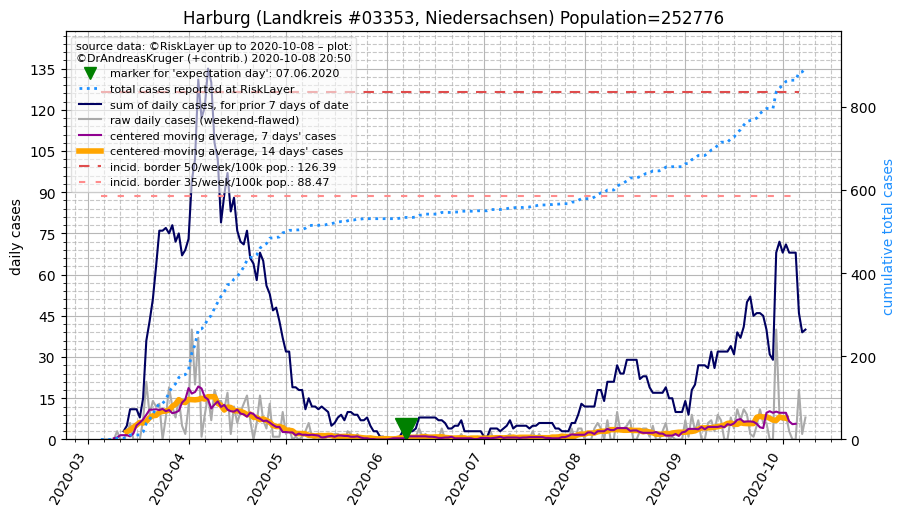 Harburg (Landkreis #03353, Niedersachsen) Population=252776
source data: ©RiskLayer up to 2020-10-08 – plot:
©DrAndreasKruger (+contrib.) 2020-10-08 20:50
marker for 'expectation day': 07.06.2020
total cases reported at RiskLayer
sum of daily cases, for prior 7 days of date
raw daily cases (weekend-flawed)
centered moving average, 7 days' cases
centered moving average, 14 days' cases
incid. border 50/week/100k pop.: 126.39
incid. border 35/week/100k pop.: 88.47
daily cases
135
120
105
90
75
60
45
30
15
0
cumulative total cases
800
600
400
200
0
2020-03
2020-04
2020-05
2020-06
2020-07
2020-08
2020-09
2020-10